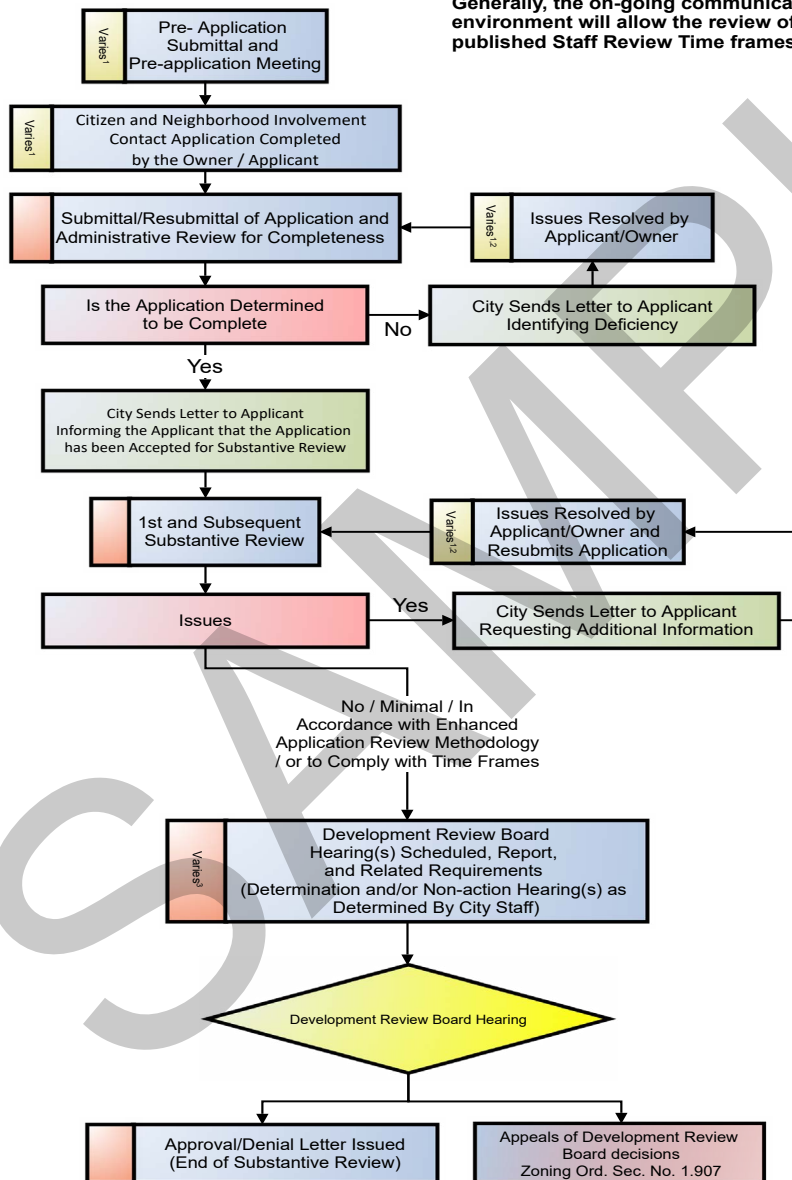 Generally, the on-going communica
environment will allow the review of
published Staff Review Time frames
Varies1
Pre- Application
Submittal and
Pre-application Meeting
Varies1
Citizen and Neighborhood Involvement
Contact Application Completed
by the Owner / Applicant
Submittal/Resubmittal of Application and
Administrative Review for Completeness
Varies1,2
Issues Resolved by
Applicant/Owner
Is the Application Determined
to be Complete
No
City Sends Letter to Applicant
Identifying Deficiency
Yes
City Sends Letter to Applicant
Informing the Applicant that the Application
has been Accepted for Substantive Review
1st and Subsequent
Substantive Review
Varies1,2
Issues Resolved by
Applicant/Owner and
Resubmits Application
Issues
Yes
City Sends Letter to Applicant
Requesting Additional Information
No / Minimal / In
Accordance with Enhanced
Application Review Methodology
/ or to Comply with Time Frames
Varies3
Development Review Board
Hearing(s) Scheduled, Report,
and Related Requirements
(Determination and/or Non-action Hearing(s) as
Determined By City Staff)
Development Review Board Hearing
Approval/Denial Letter Issued
(End of Substantive Review)
Appeals of Development Review
Board decisions
Zoning Ord. Sec. No. 1.907
SAMP